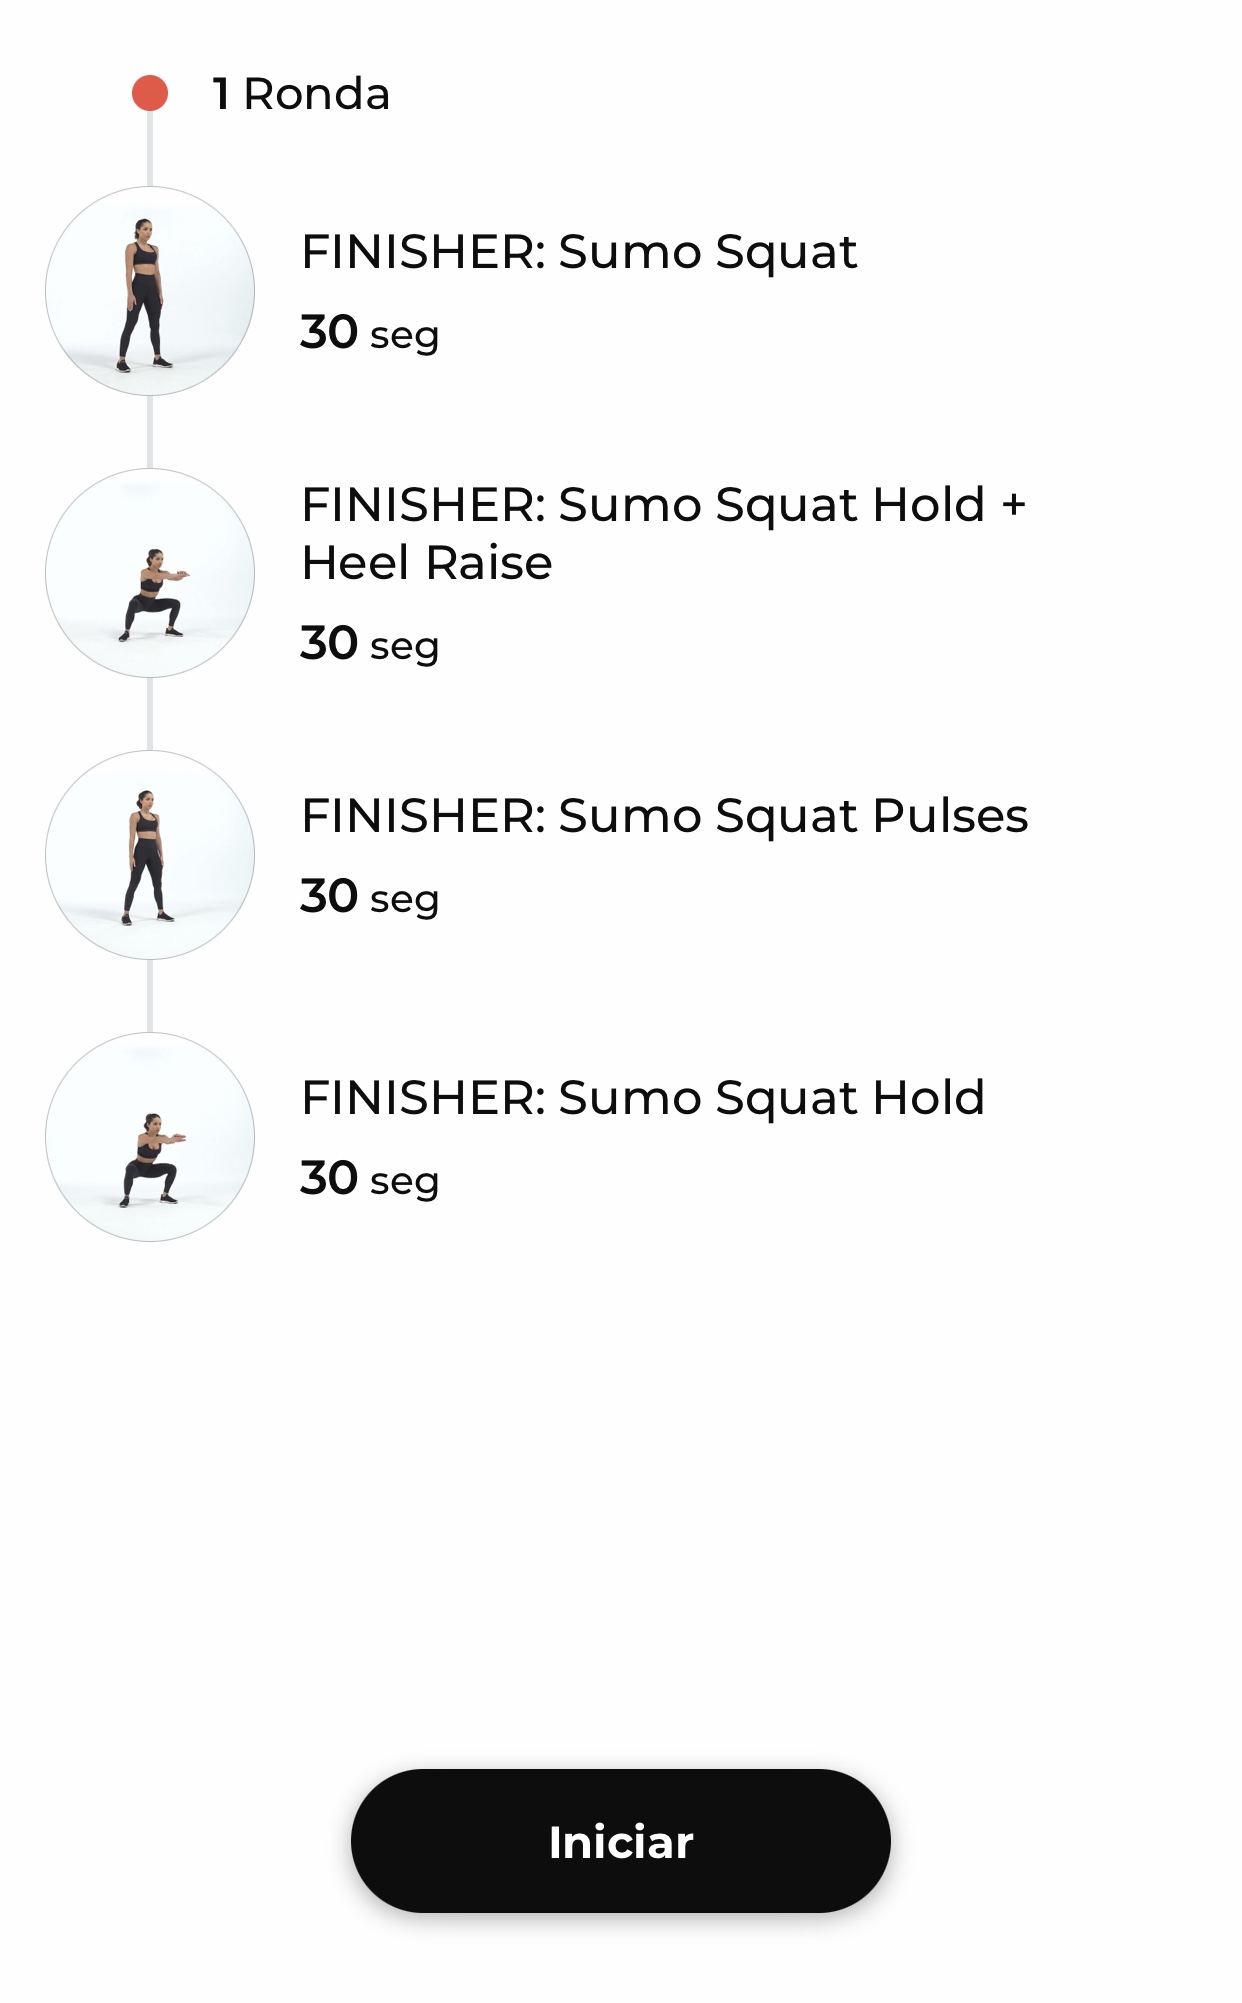 1 Ronda
FINISHER: Sumo Squat
30 seg
FINISHER: Sumo Squat Hold +
Heel Raise
30 seg
FINISHER: Sumo Squat Pulses
30 seg
FINISHER: Sumo Squat Hold
30 seg
Iniciar